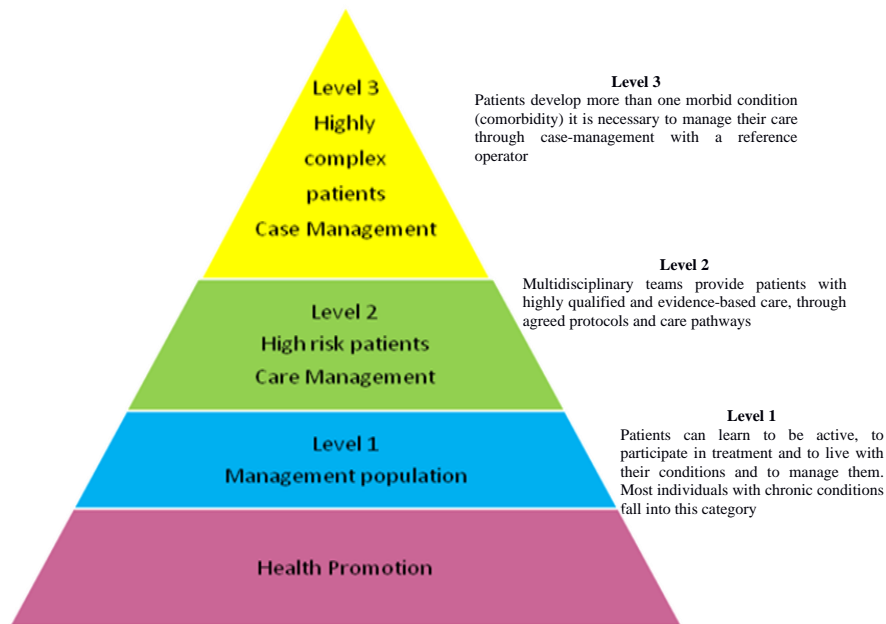 Level 3
Highly
complex
patients
Case Management
Level 3
Patients develop more than one morbid condition
(comorbidity) it is necessary to manage their care
through case-management with a reference
operator
Level 2
High risk patients
Care Management
Level 2
Multidisciplinary teams provide patients with
highly qualified and evidence-based care, through
agreed protocols and care pathways
Level 1
Management population
Level 1
Patients can learn to be active, to
participate in treatment and to live with
their conditions and to manage them.
Most individuals with chronic conditions
fall into this category
Health Promotion